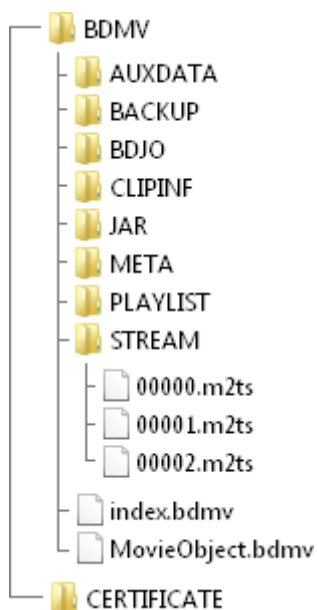 BDMV
AUXDATA
BACKUP
BDJO
CLIPINF
JAR
META
PLAYLIST
STREAM
00000.m2ts
00001.m2ts
00002.m2ts
index.bdmv
MovieObject.bdmv
CERTIFICATE